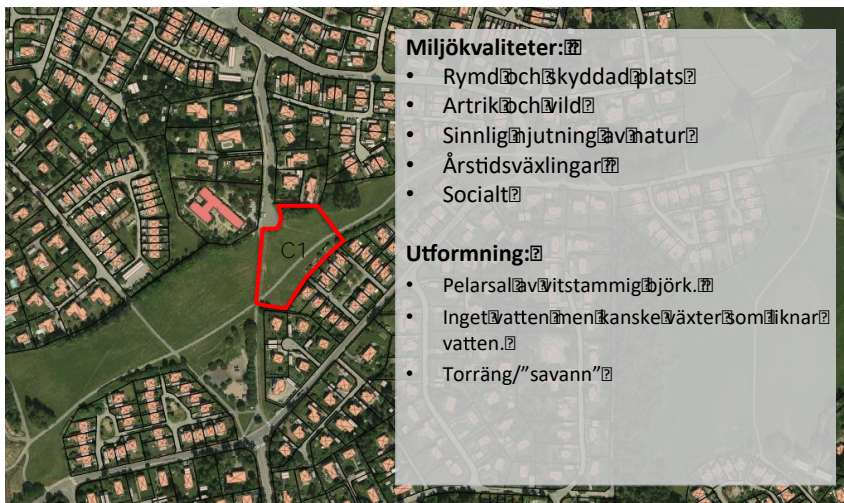 Miljökvaliteter:
• Rymd och skyddad plats
• Artrik och vild
• Sinnlig njutning av natur
• Årstidsväxlingar
• Socialt
Utformning:
• Pelarsal av vitstammig björk.
• Inget vatten men kanske växter som liknar
vatten.
• Torräng/”savann”
C1